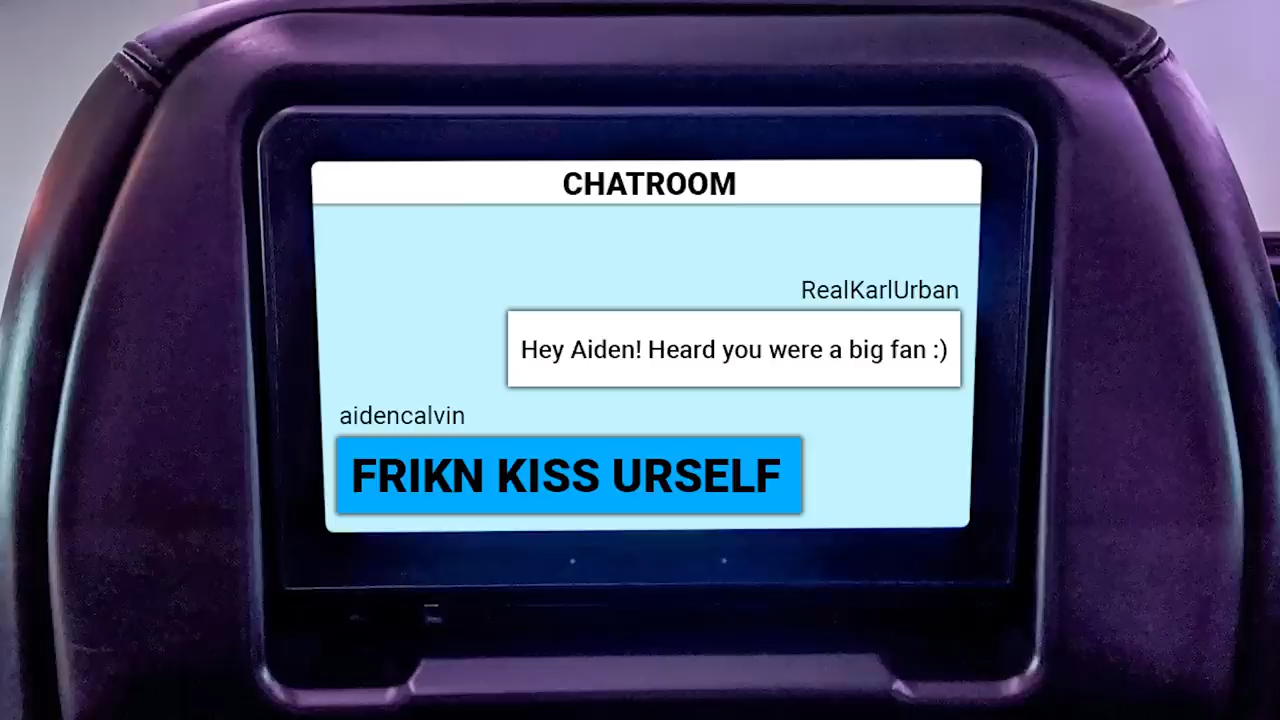 CHATROOM
RealKarlUrban
Hey Aiden! Heard you were a big fan :)
aidencalvin
FRIKN KISS URSELF